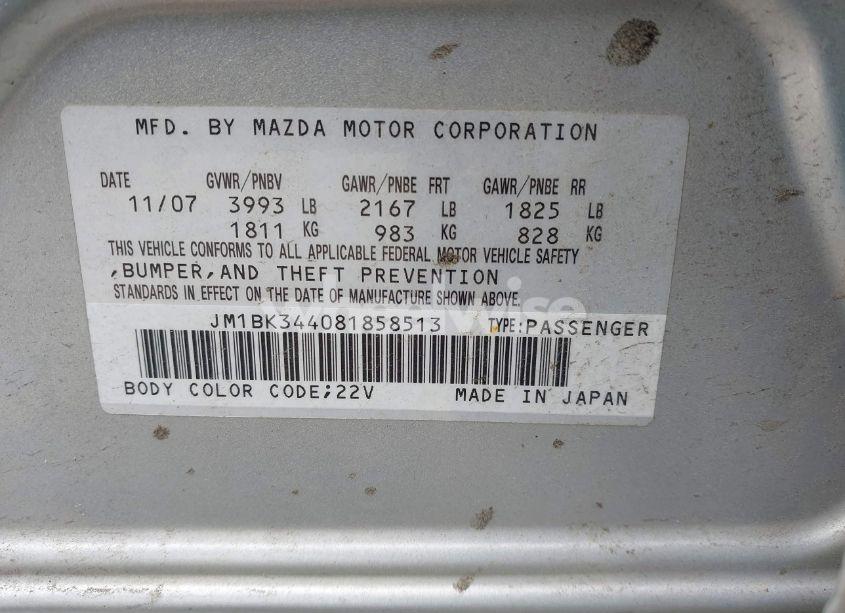 MFD. BY MAZDA MOTOR CORPORATION
DATE GVWR/PNBV GAWR/PNBE FRT GAWR/PNBE RR
11/07 3993 LB 2167 LB 1825 LB
1811 KG 983 KG 828 KG
THIS VEHICLE CONFORMS TO ALL APPLICABLE FEDERAL MOTOR VEHICLE SAFETY
,BUMPER,AND THEFT PREVENTION
STANDARDS IN EFFECT ON THE DATE OF MANUFACTURE SHOWN ABOVE.
JM1BK344081858513 TYPE:PASSENGER
BODY COLOR CODE;22V MADE IN JAPAN